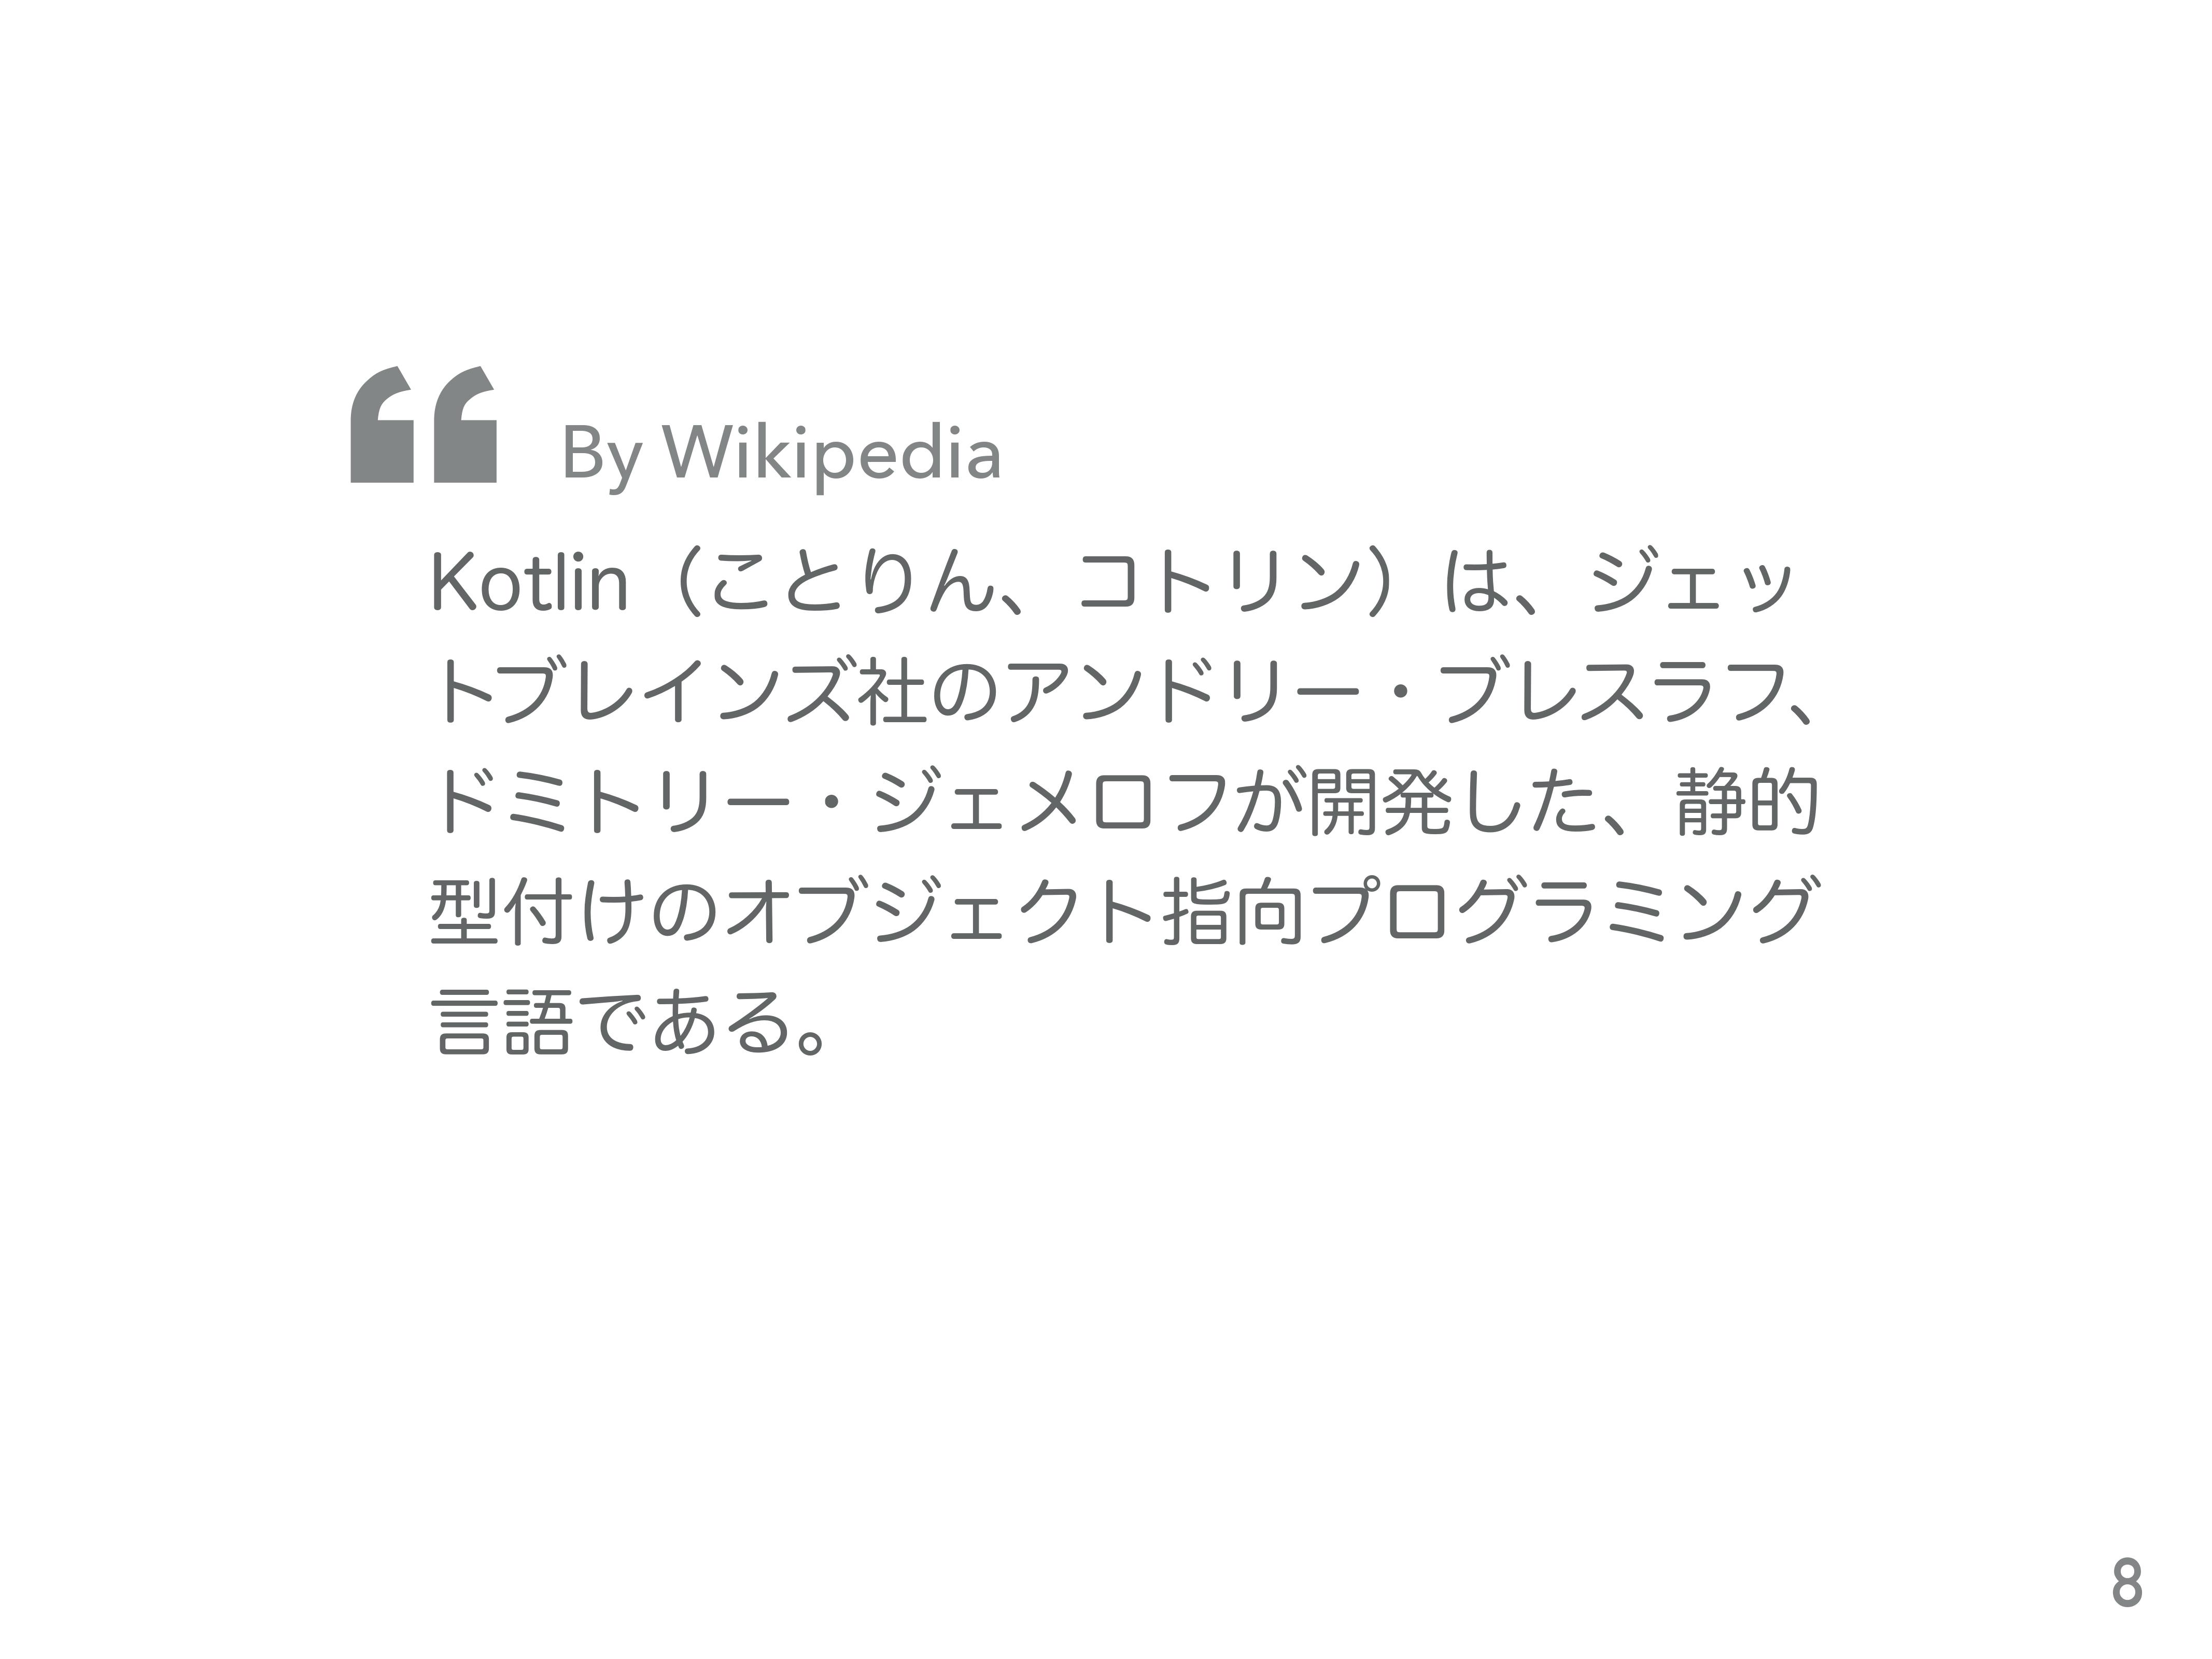 “ By Wikipedia
Kotlin （ことりん、コトリン）は、ジェッ
トブレインズ社のアンドリー・ブレスラフ、
ドミトリー・ジェメロフが開発した、静的
型付けのオブジェクト指向プログラミング
言語である。
8